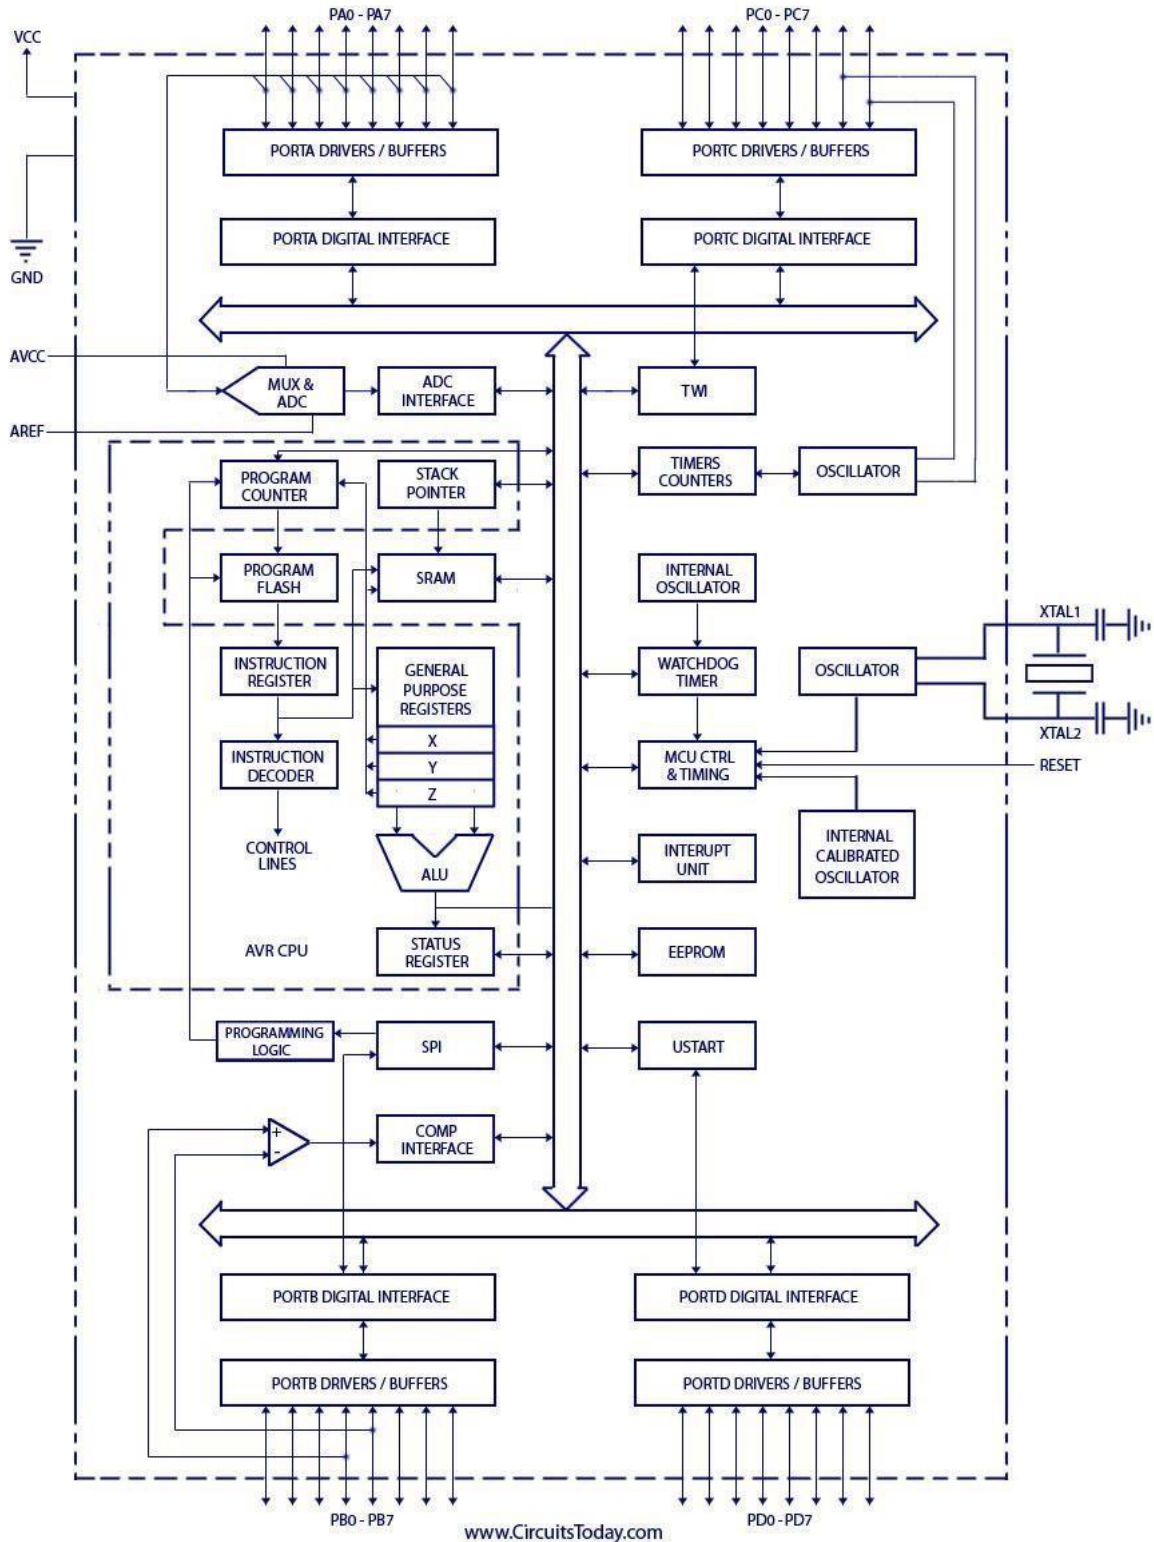 PA0 - PA7
PC0 - PC7
VCC
PORTA DRIVERS / BUFFERS
PORTC DRIVERS / BUFFERS
PORTA DIGITAL INTERFACE
PORTC DIGITAL INTERFACE
GND
AVCC
MUX &
ADC
ADC
INTERFACE
TWI
AREF
PROGRAM
COUNTER
STACK
POINTER
TIMERS
COUNTERS
OSCILLATOR
PROGRAM
FLASH
SRAM
INTERNAL
OSCILLATOR
XTAL1
INSTRUCTION
REGISTER
GENERAL
PURPOSE
REGISTERS
WATCHDOG
TIMER
OSCILLATOR
X
Y
Z
XTAL2
INSTRUCTION
DECODER
MCU CTRL
& TIMING
RESET
CONTROL
LINES
ALU
INTERUPT
UNIT
INTERNAL
CALIBRATED
OSCILLATOR
AVR CPU
STATUS
REGISTER
EEPROM
PROGRAMMING
LOGIC
SPI
USTART
+
-
COMP
INTERFACE
PORTB DIGITAL INTERFACE
PORTD DIGITAL INTERFACE
PORTB DRIVERS / BUFFERS
PORTD DRIVERS / BUFFERS
PB0 - PB7
PD0 - PD7
www.CircuitsToday.com